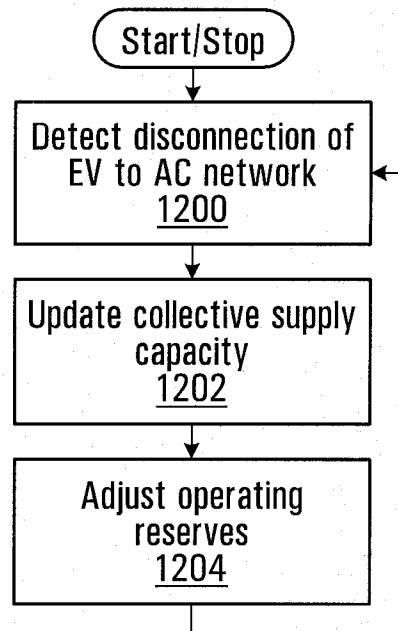 Start/Stop
Detect disconnection of
EV to AC network
1200
Update collective supply
capacity
1202
Adjust operating
reserves
1204